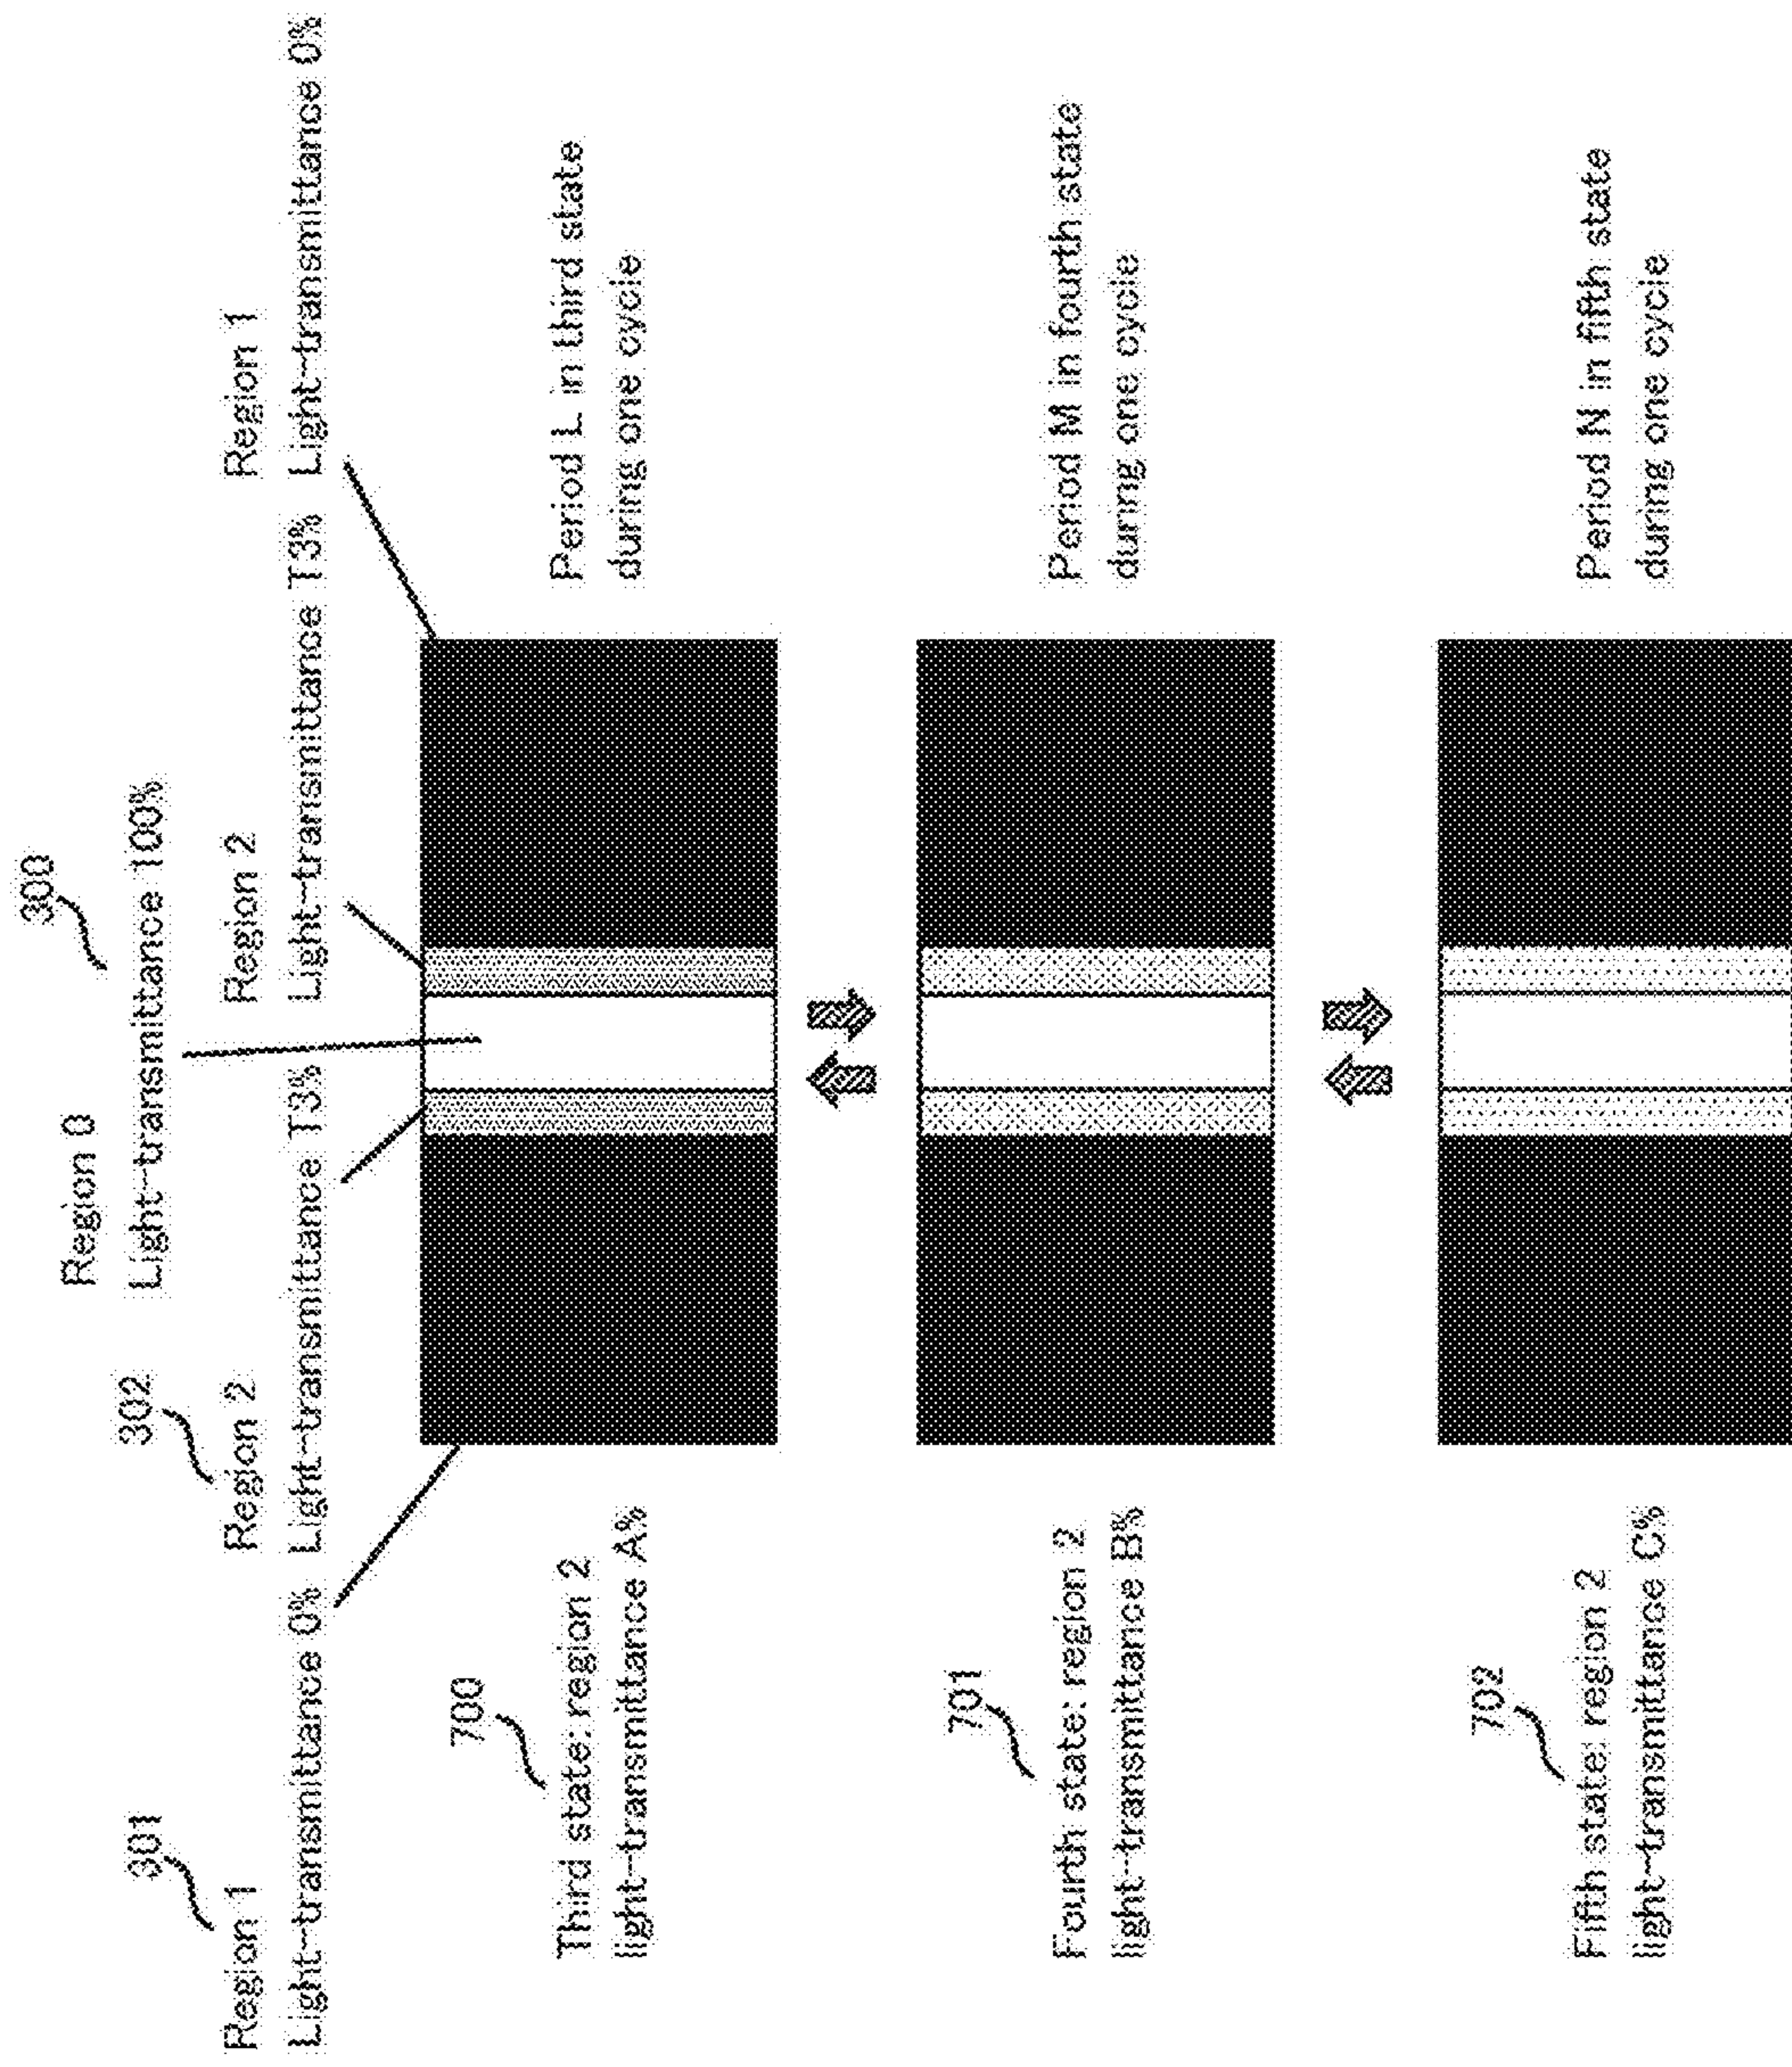 300
Region 0
Light-transmittance 100%
301
302
Region 1
Region 2
Region 2
Region 1
Light-transmittance 0%
Light-transmittance T3%
Light-transmittance T3%
Light-transmittance 0%
700
Third state: region 2
light-transmittance A%
Period L in third state
during one cycle
701
Fourth state: region 2
light-transmittance B%
Period M in fourth state
during one cycle
702
Fifth state: region 2
light-transmittance C%
Period N in fifth state
during one cycle